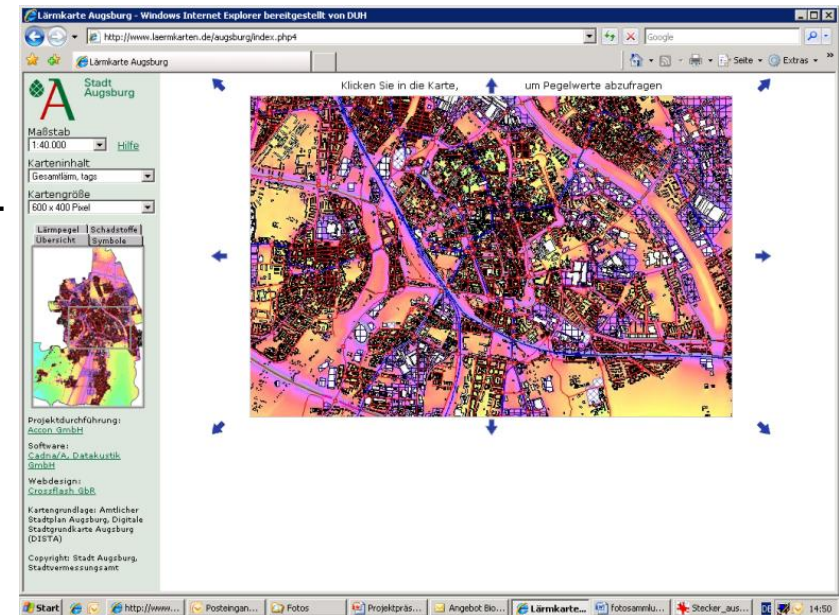 Lärmkarte Augsburg - Windows Internet Explorer bereitgestellt von DUH
http://www.laermkarten.de/augsburg/index.php4
Google
Lärmkarte Augsburg
Seite
Extras
Stadt
Augsburg
Klicken Sie in die Karte, um Pegelwerte abzufragen
Maßstab
1:40.000
Hilfe
Karteninhalt
Gesamtlärm, tags
Kartengröße
600 x 400 Pixel
Lärmpegel Schadstoffe
Übersicht Symbole
Projektdurchführung:
Accon GmbH
Software:
Cadna/A, Datakustik
GmbH
Webdesign:
Crossflash GbR
Kartengrundlage: Amtlicher
Stadtplan Augsburg, Digitale
Stadtgrundkarte Augsburg
(DISTA)
Copyright: Stadt Augsburg,
Stadtvermessungsamt
Start http://www... Posteingan... Fotos Projektpräs... Angebot Bio... Lärmkarte... fotosammlu... Stecker_aus... DE 14:50